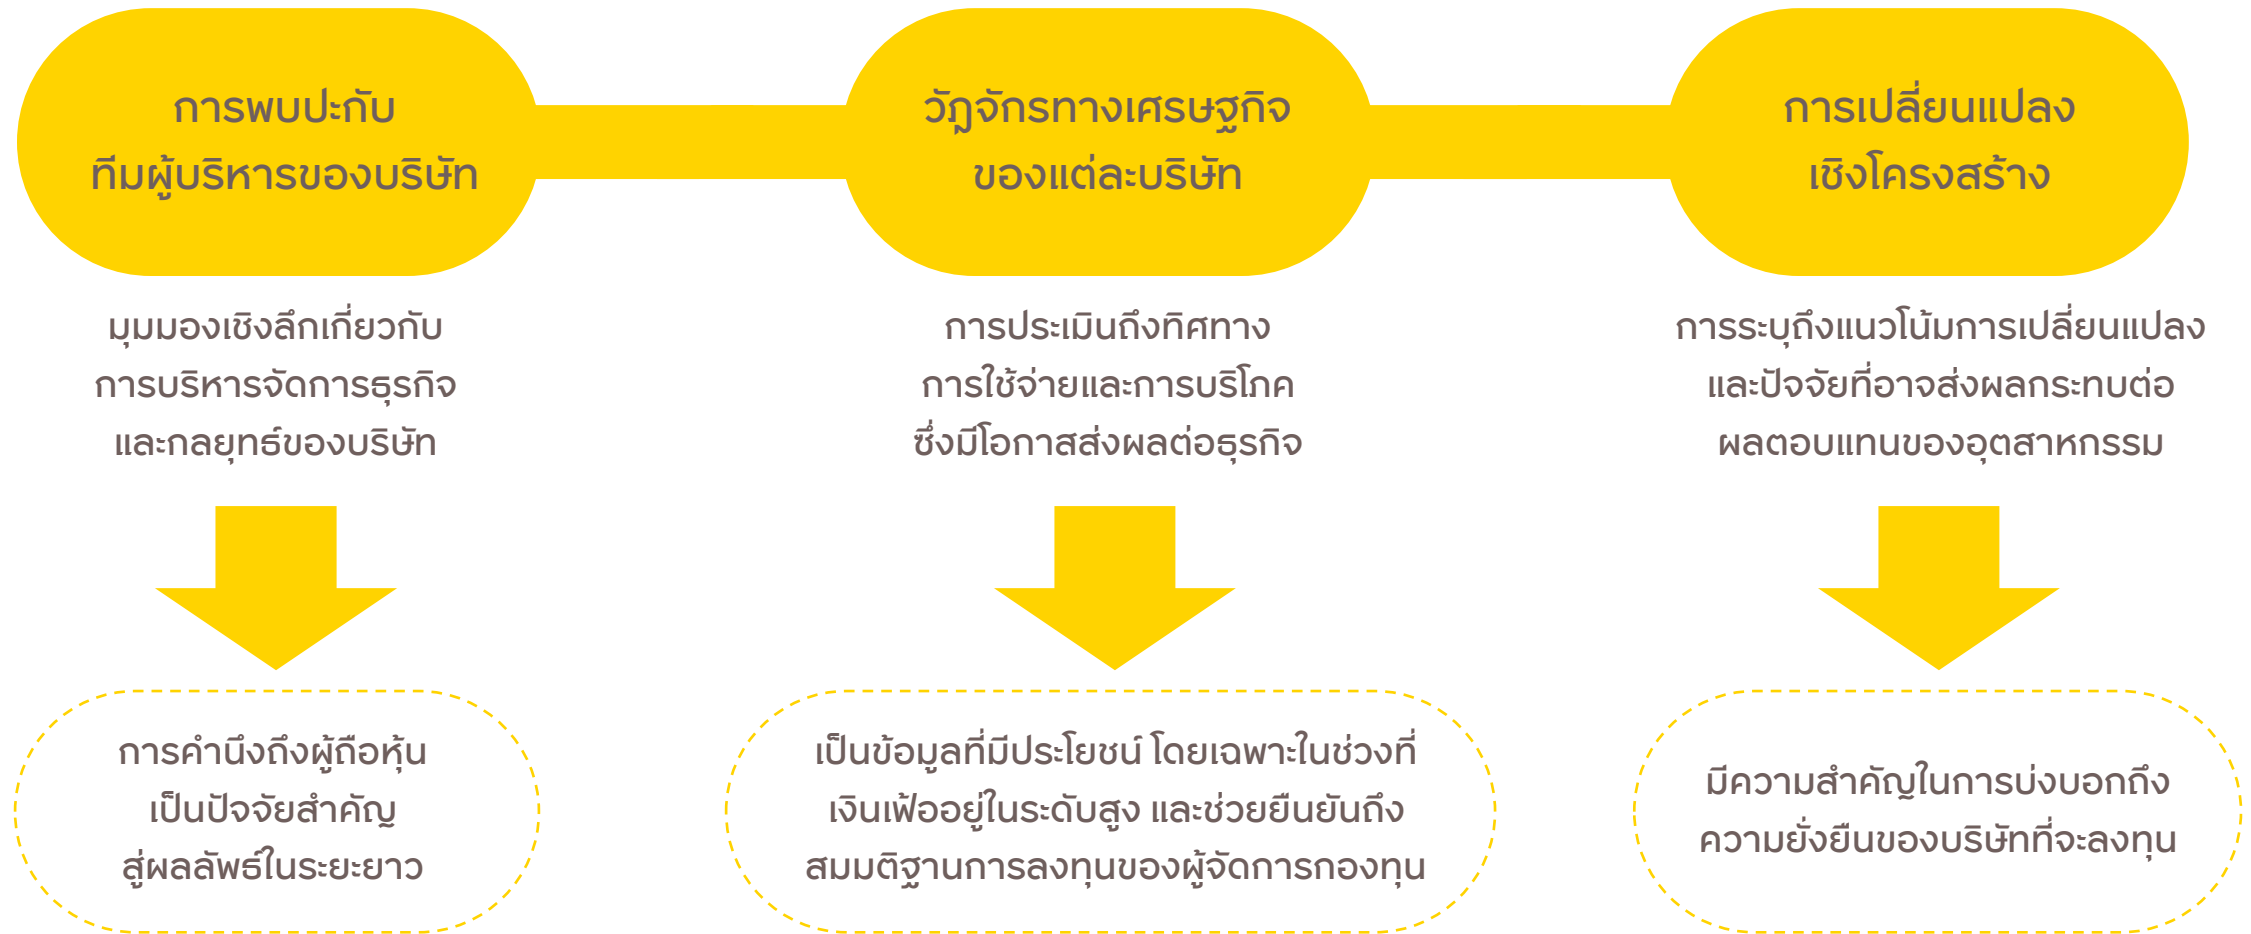 การพบปะกับ
ทีมผู้บริหารของบริษัท
มุมมองเชิงลึกเกี่ยวกับ
การบริหารจัดการธุรกิจ
และกลยุทธ์ของบริษัท
การคำนึงถึงผู้ถือหุ้น
เป็นปัจจัยสำคัญ
สู่ผลลัพธ์ในระยะยาว
วัฎจักรทางเศรษฐกิจ
ของแต่ละบริษัท
การประเมินถึงทิศทาง
การใช้จ่ายและการบริโภค
ซึ่งมีโอกาสส่งผลต่อธุรกิจ
เป็นข้อมูลที่มีประโยชน์ โดยเฉพาะในช่วงที่
เงินเฟ้ออยู่ในระดับสูง และช่วยยืนยันถึง
สมมติฐานการลงทุนของผู้จัดการกองทุน
การเปลี่ยนแปลง
เชิงโครงสร้าง
การระบุถึงแนวโน้มการเปลี่ยนแปลง
และปัจจัยที่อาจส่งผลกระทบต่อ
ผลตอบแทนของอุตสาหกรรม
มีความสำคัญในการบ่งบอกถึง
ความยั่งยืนของบริษัทที่จะลงทุน